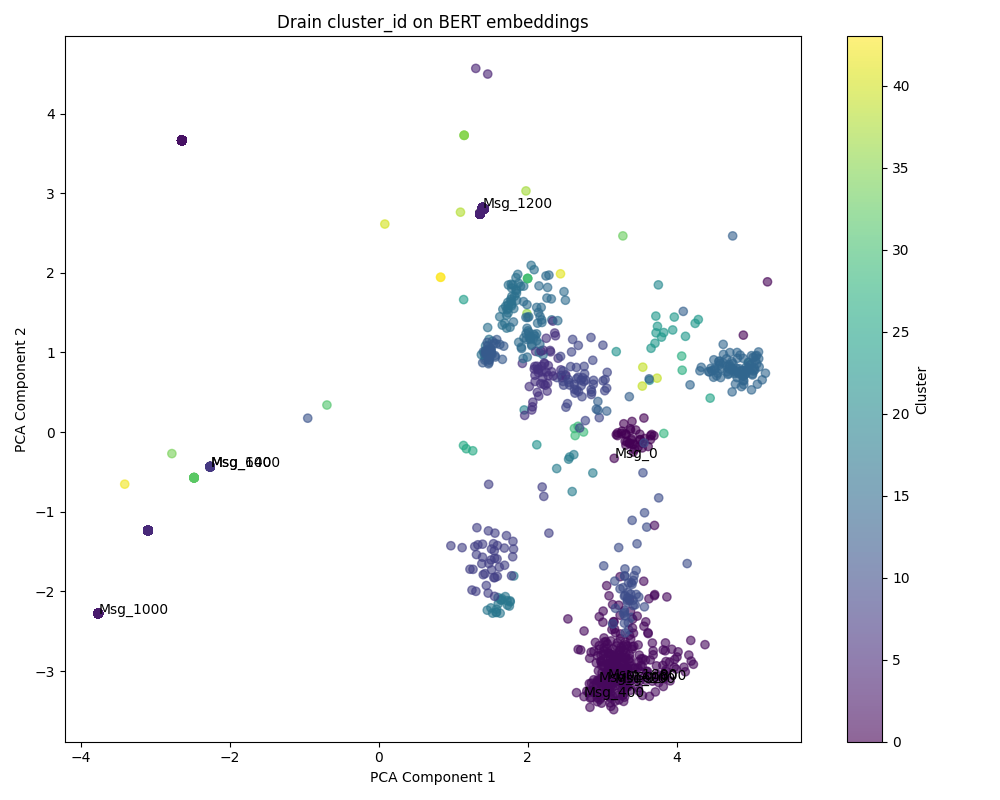 Drain cluster_id on BERT embeddings
PCA Component 2
4
3
2
1
0
−1
−2
−3
Msg_1200
Msg_0
Msg_1000
Msg_400
−4
−2
0
2
4
PCA Component 1
40
35
30
25
20
15
10
5
0
Cluster